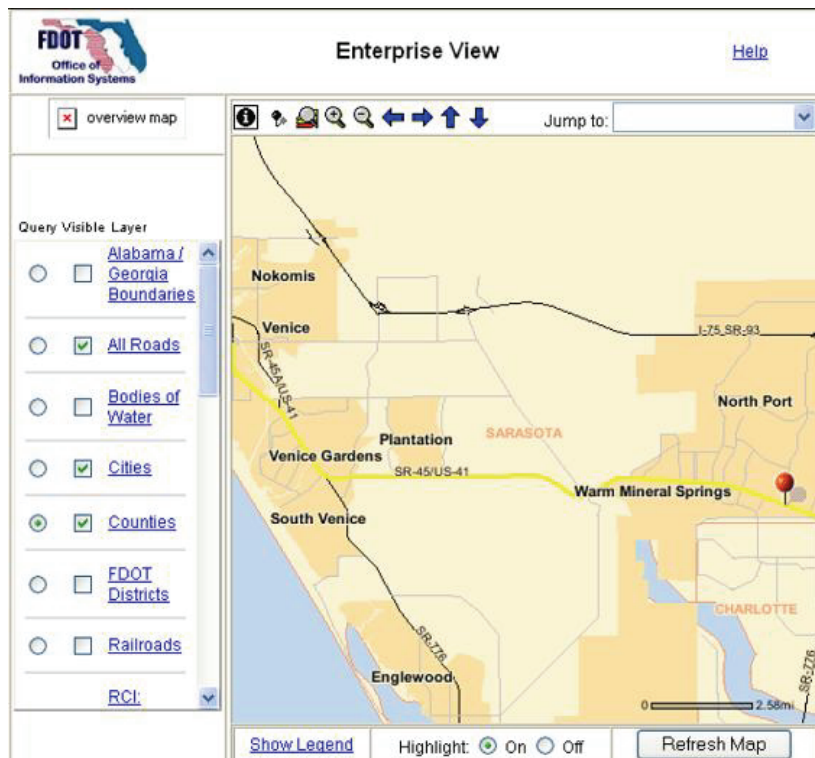 FDOT
Office of
Information Systems
Enterprise View
Help
overview map
Jump to:
Query Visible Layer
Alabama /
Georgia
Boundaries
All Roads
Bodies of
Water
Cities
Counties
FDOT
Districts
Railroads
RCI:
Nokomis
Venice
I-75 SR-93
SR-45A/US-41
North Port
Plantation
SARASOTA
Venice Gardens
SR-45/US-41
Warm Mineral Springs
South Venice
CHARLOTTE
SR-776
SR-776
Englewood
0 2.58mi
Show Legend
Highlight: On Off
Refresh Map